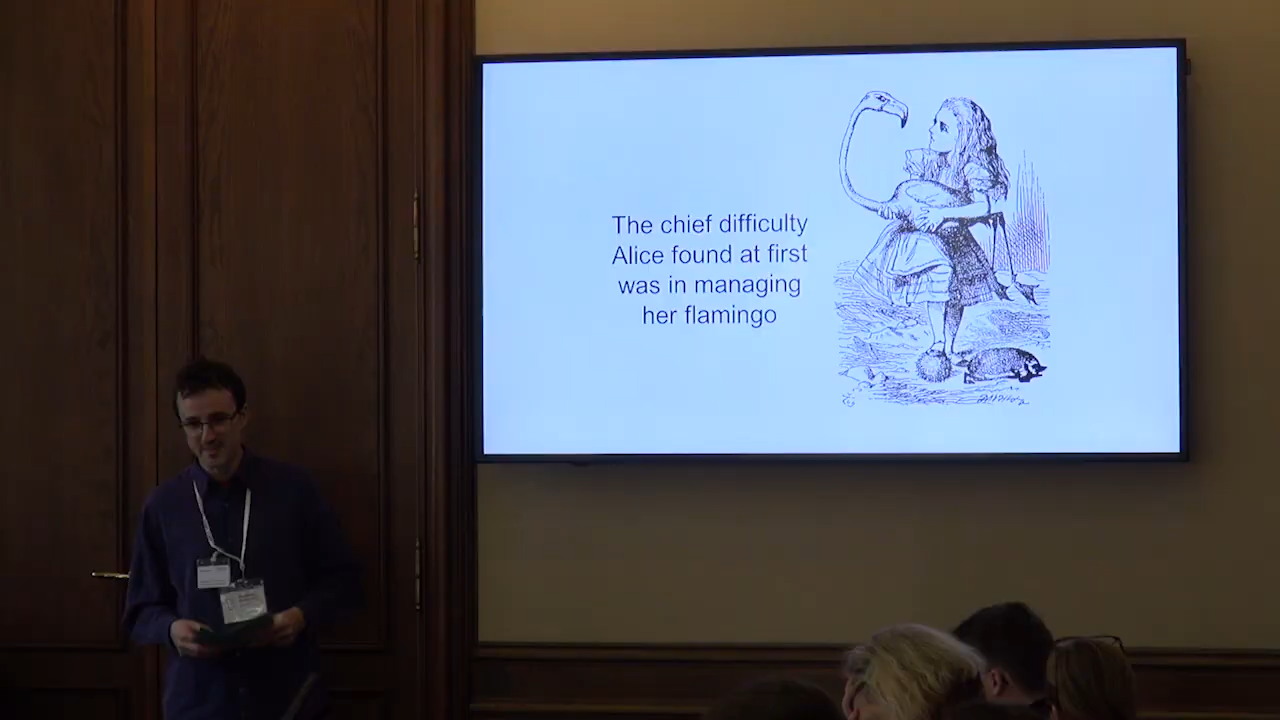 The chief difficulty
Alice found at first
was in managing
her flamingo